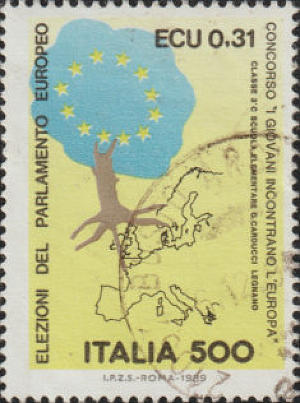 ECU 0.31
ELEZIONI DEL PARLAMENTO EUROPEO
CONCORSO "I GIOVANI INCONTRANO L'EUROPA"
CLASSE 3ªC SCUOLA ELEMENTARE G. CARDUCCI LEGNANO
ITALIA 500
I.P.Z.S.-ROMA-1989